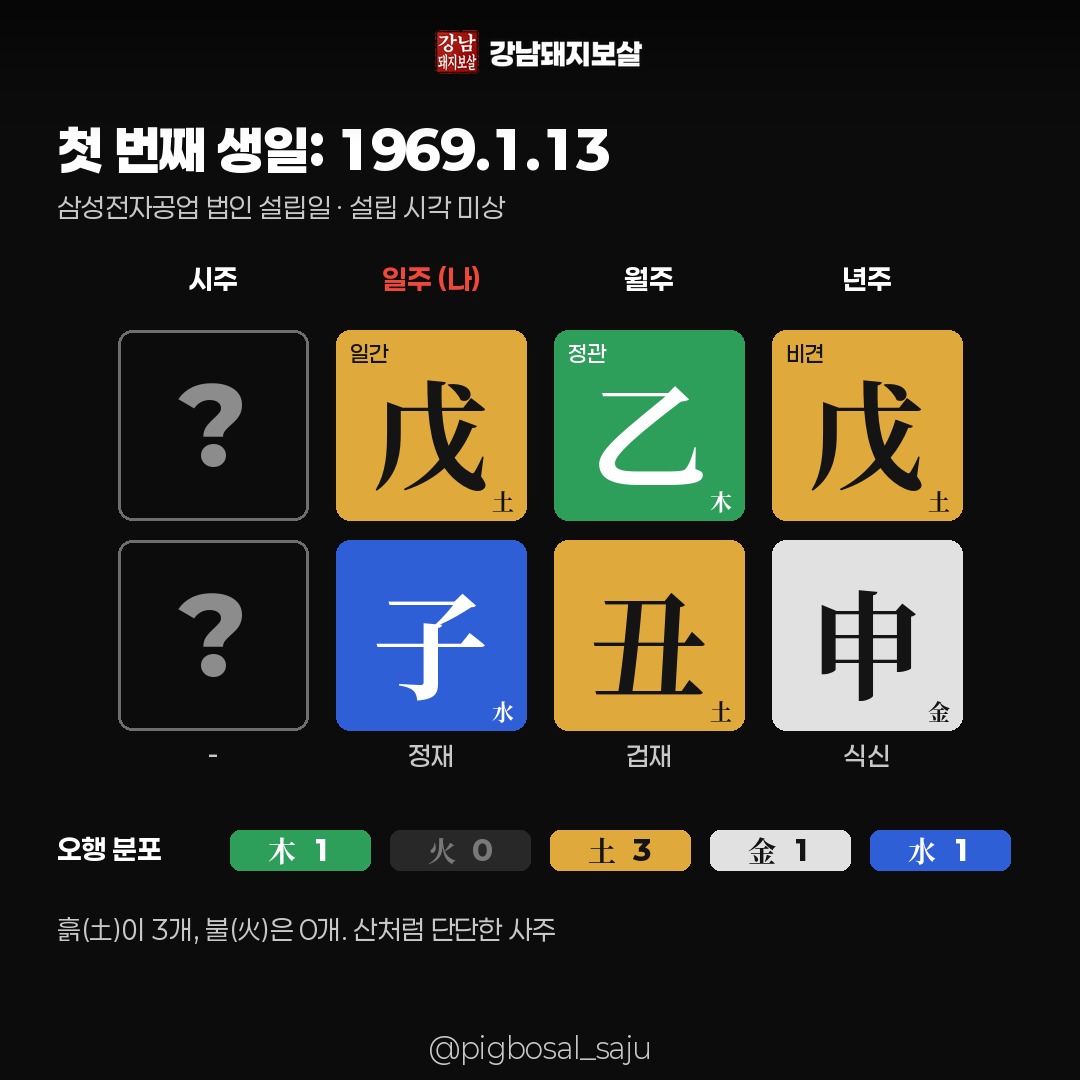 강남
돼지보살
강남돼지보살
첫 번째 생일: 1969.1.13
삼성전자공업 법인 설립일 · 설립 시각 미상
시주 일주 (나) 월주 년주
일간 정관 비견
? 戊 乙 戊
土 木 土
? 子 丑 申
水 土 金
- 정재 겁재 식신
오행 분포 木 1 火 0 土 3 金 1 水 1
흙(土)이 3개, 불(火)은 0개. 산처럼 단단한 사주
@pigbosal_saju